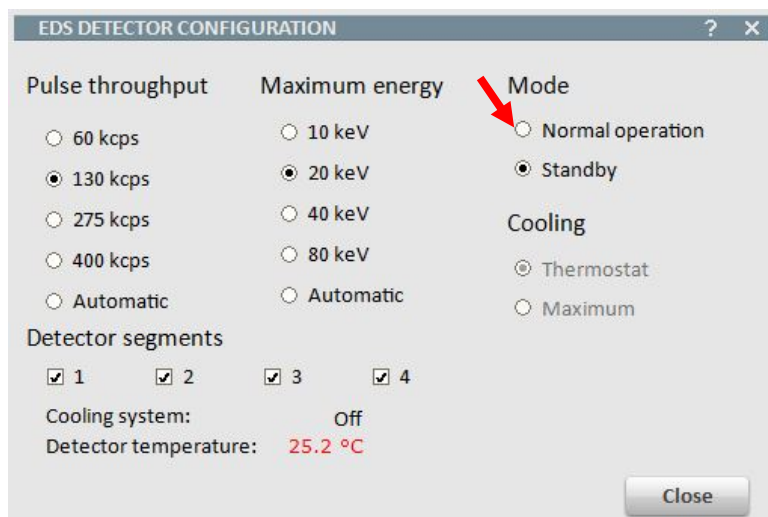 EDS DETECTOR CONFIGURATION ? X
Pulse throughput
60 kcps
130 kcps
275 kcps
400 kcps
Automatic
Maximum energy
10 keV
20 keV
40 keV
80 keV
Automatic
Mode
Normal operation
Standby
Cooling
Thermostat
Maximum
Detector segments
1 2 3 4
Cooling system: Off
Detector temperature: 25.2 °C
Close